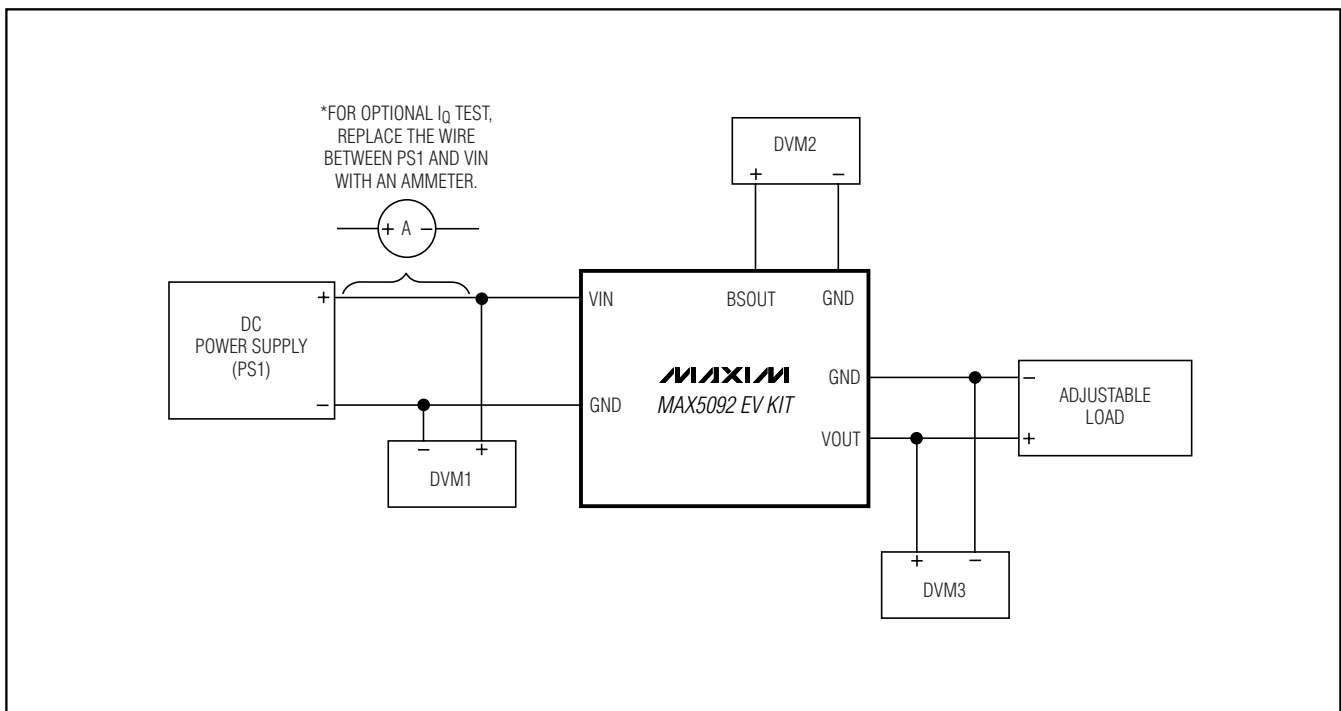 *FOR OPTIONAL IQ TEST,
REPLACE THE WIRE
BETWEEN PS1 AND VIN
WITH AN AMMETER.
+ A −
DVM2
+ −
DC
POWER SUPPLY
(PS1)
+
−
VIN
BSOUT
GND
MAXIM
MAX5092 EV KIT
GND
GND
VOUT
−
+
ADJUSTABLE
LOAD
− +
DVM1
+ −
DVM3